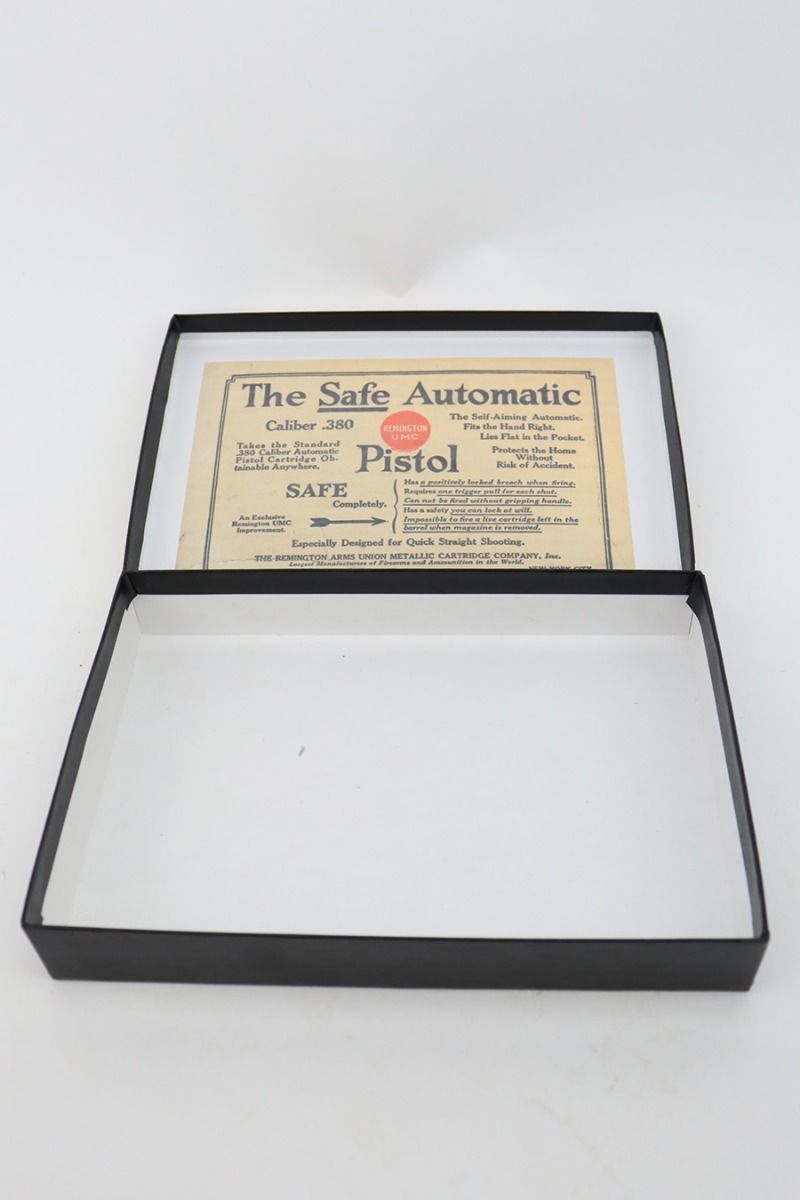 The Safe Automatic
Caliber .380
REMINGTON
UMC
The Self-Aiming Automatic.
Fits the Hand Right.
Lies Flat in the Pocket.
Takes the Standard
.380 Caliber Automatic
Pistol Cartridge Ob-
tainable Anywhere.
Pistol
Protects the Home
Without
Risk of Accident.
SAFE
Completely.
An Exclusive
Remington UMC
Improvement.
Has a positively locked breech when firing.
Requires one trigger pull for each shot.
Can not be fired without gripping handle.
Has a safety you can lock at will.
Impossible to fire a live cartridge left in the
barrel when magazine is removed.
Especially Designed for Quick Straight Shooting.
THE REMINGTON ARMS UNION METALLIC CARTRIDGE COMPANY, Inc.
Largest Manufacturers of Firearms and Ammunition in the World.
NEW YORK CITY